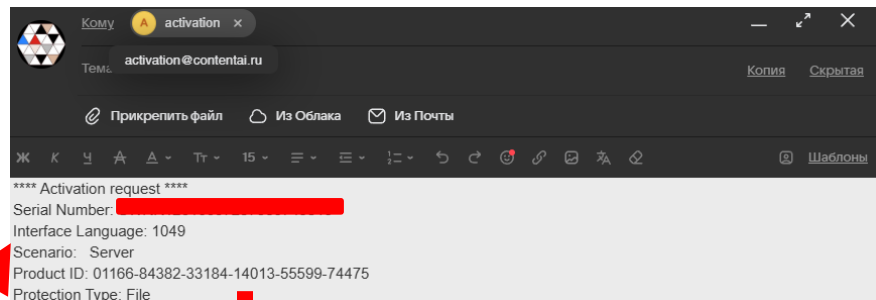 Кому A activation ×
Тема
activation@contentai.ru
Копия Скрытая
Прикрепить файл Из Облака Из Почты
Ж К Ч А А Тт 15 Шаблоны
**** Activation request ****
Serial Number:
Interface Language: 1049
Scenario: Server
Product ID: 01166-84382-33184-14013-55599-74475
Protection Type: File